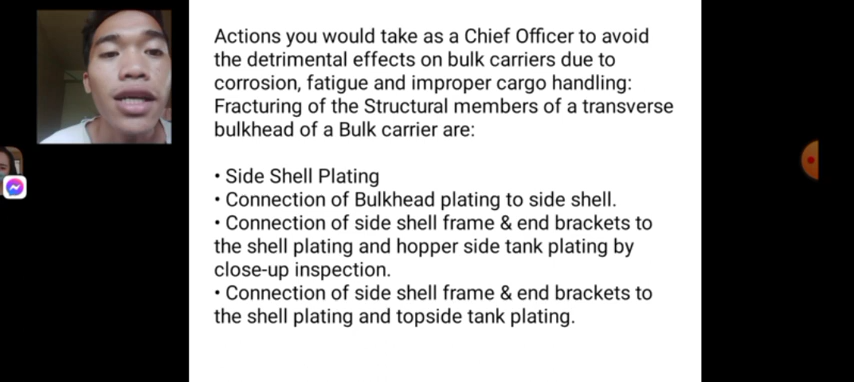 Actions you would take as a Chief Officer to avoid
the detrimental effects on bulk carriers due to
corrosion, fatigue and improper cargo handling:
Fracturing of the Structural members of a transverse
bulkhead of a Bulk carrier are:
• Side Shell Plating
• Connection of Bulkhead plating to side shell.
• Connection of side shell frame & end brackets to
the shell plating and hopper side tank plating by
close-up inspection.
• Connection of side shell frame & end brackets to
the shell plating and topside tank plating.